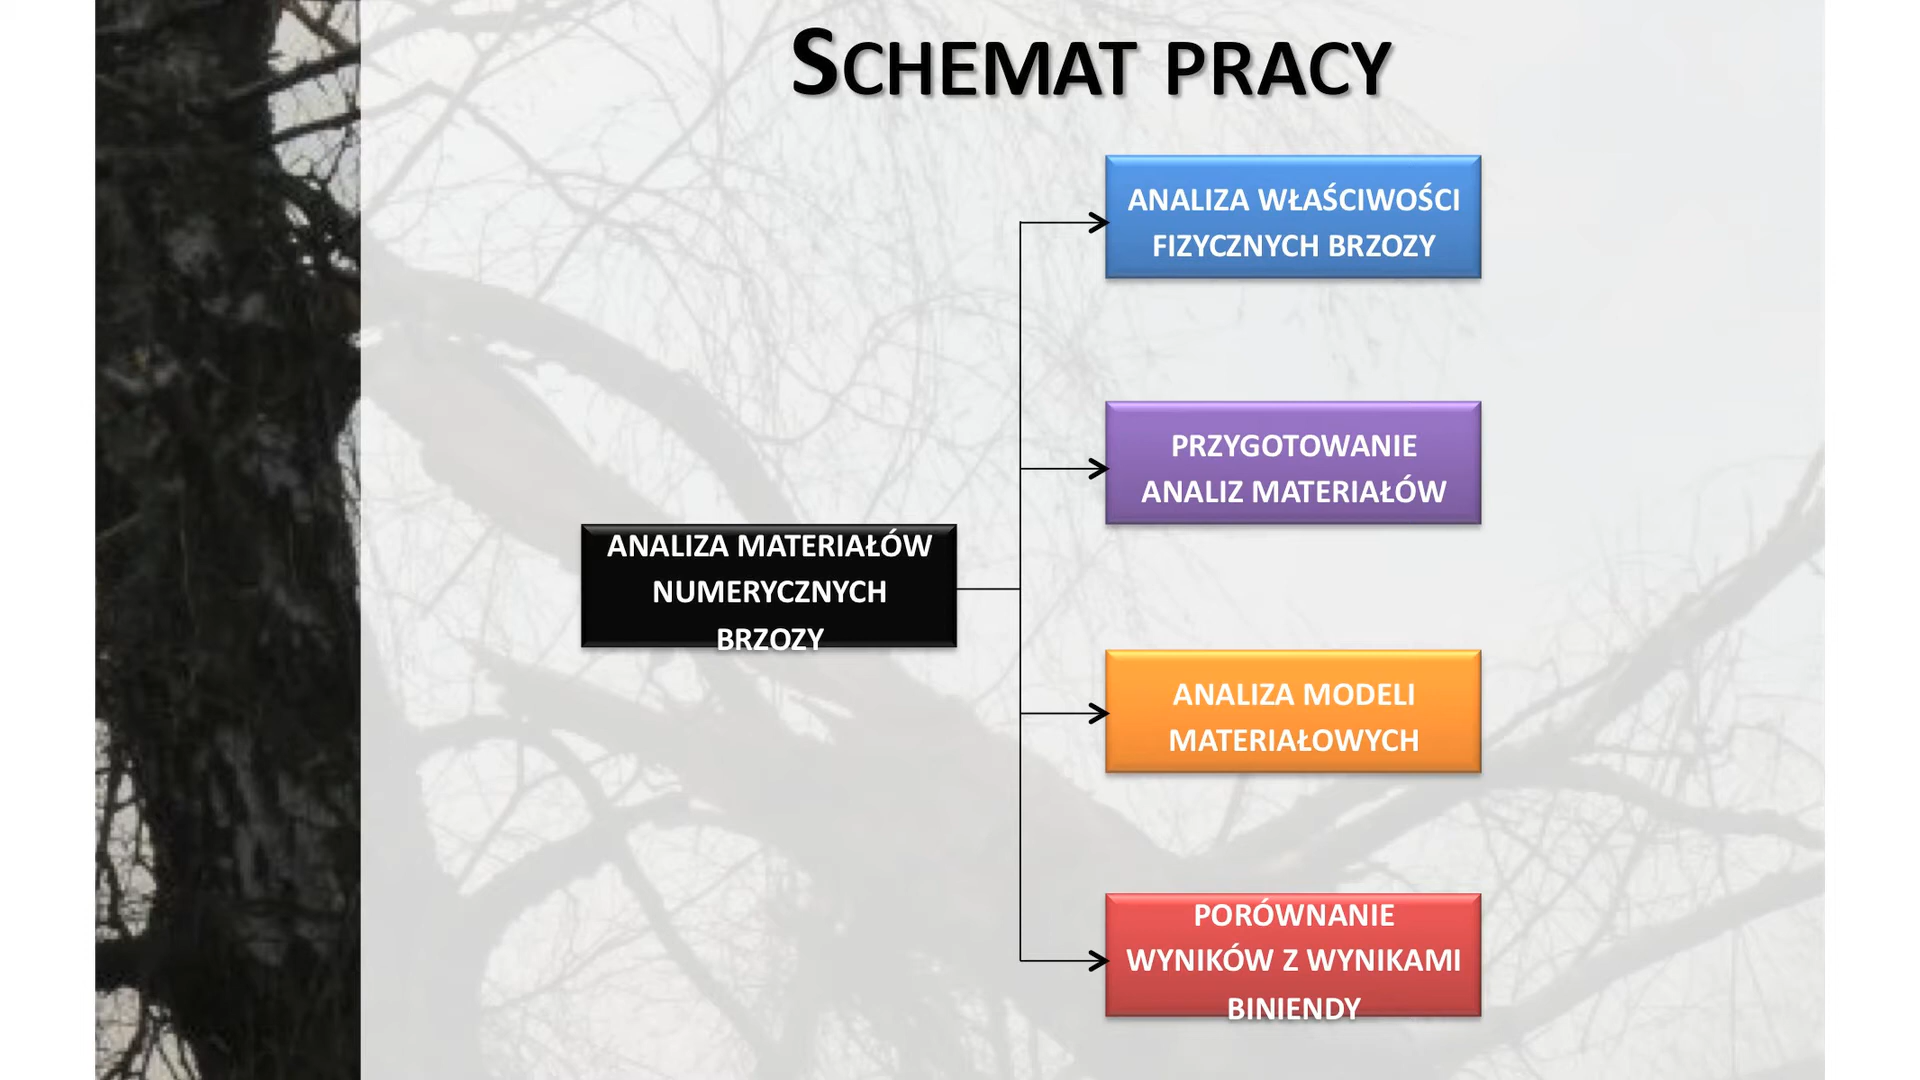 SCHEMAT PRACY
ANALIZA WŁAŚCIWOŚCI
FIZYCZNYCH BRZOZY
PRZYGOTOWANIE
ANALIZ MATERIAŁÓW
ANALIZA MATERIAŁÓW
NUMERYCZNYCH
BRZOZY
ANALIZA MODELI
MATERIAŁOWYCH
PORÓWNANIE
WYNIKÓW Z WYNIKAMI
BINIENDY